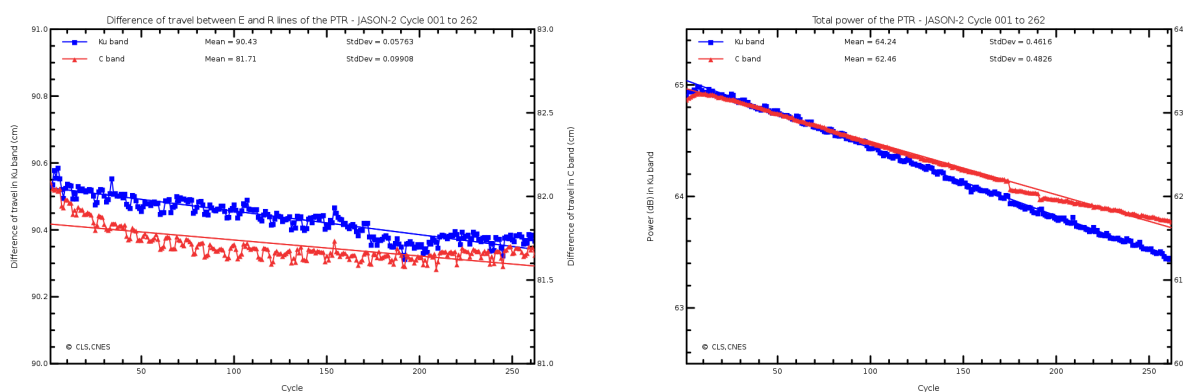 Difference of travel between E and R lines of the PTR - JASON-2 Cycle 001 to 262
91.0
90.8
90.6
90.4
90.2
90.0
Difference of travel in Ku band (cm)
Ku band Mean = 90.43 StdDev = 0.05763
C band Mean = 81.71 StdDev = 0.09908
© CLS,CNES
50 100 150 200 250
Cycle
83.0
82.5
82.0
81.5
81.0
Difference of travel in C band (cm)
Total power of the PTR - JASON-2 Cycle 001 to 262
65
64
63
Power (dB) in Ku band
Ku band Mean = 64.24 StdDev = 0.4616
C band Mean = 62.46 StdDev = 0.4826
© CLS,CNES
50 100 150 200 250
Cycle
64
63
62
61
60